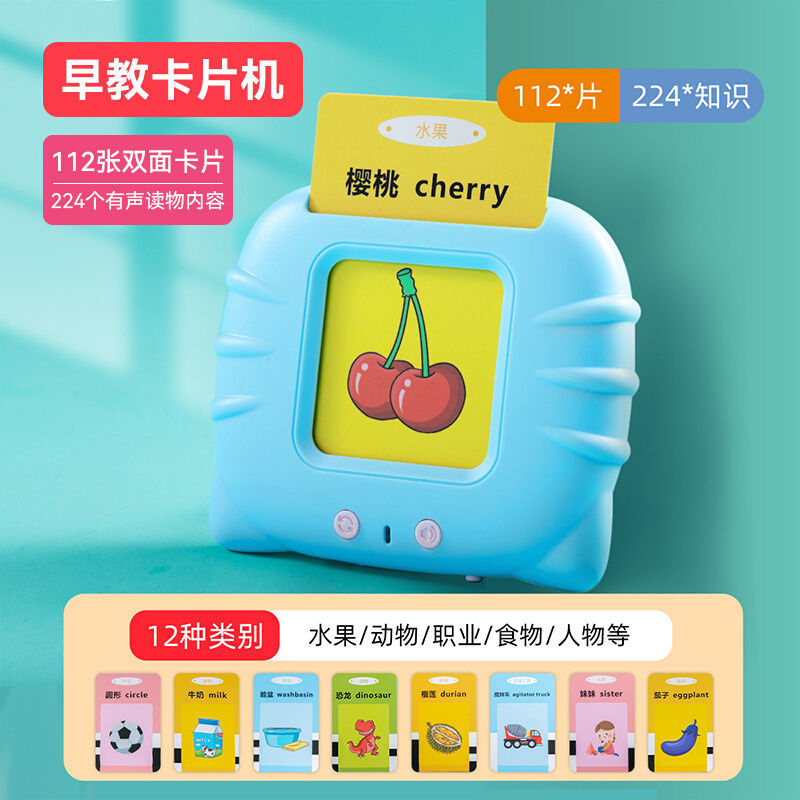 早教卡片机
112*片
224*知识
112张双面卡片
224个有声读物内容
水果
樱桃 cherry
12种类别
水果/动物/职业/食物/人物等
圆形 circle
牛奶 milk
脸盆 washbasin
恐龙 dinosaur
榴莲 durian
搅拌车 agitator truck
妹妹 sister
茄子 eggplant
MILK